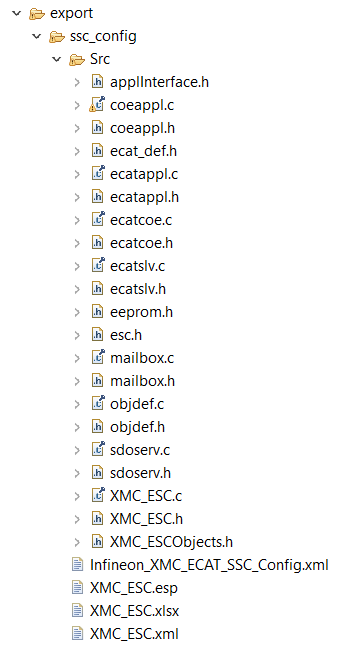 export
ssc_config
Src
applInterface.h
coeappl.c
coeappl.h
ecat_def.h
ecatappl.c
ecatappl.h
ecatcoe.c
ecatcoe.h
ecatslv.c
ecatslv.h
eeprom.h
esc.h
mailbox.c
mailbox.h
objdef.c
objdef.h
sdoserv.c
sdoserv.h
XMC_ESC.c
XMC_ESC.h
XMC_ESCObjects.h
Infineon_XMC_ECAT_SSC_Config.xml
XMC_ESC.esp
XMC_ESC.xlsx
XMC_ESC.xml